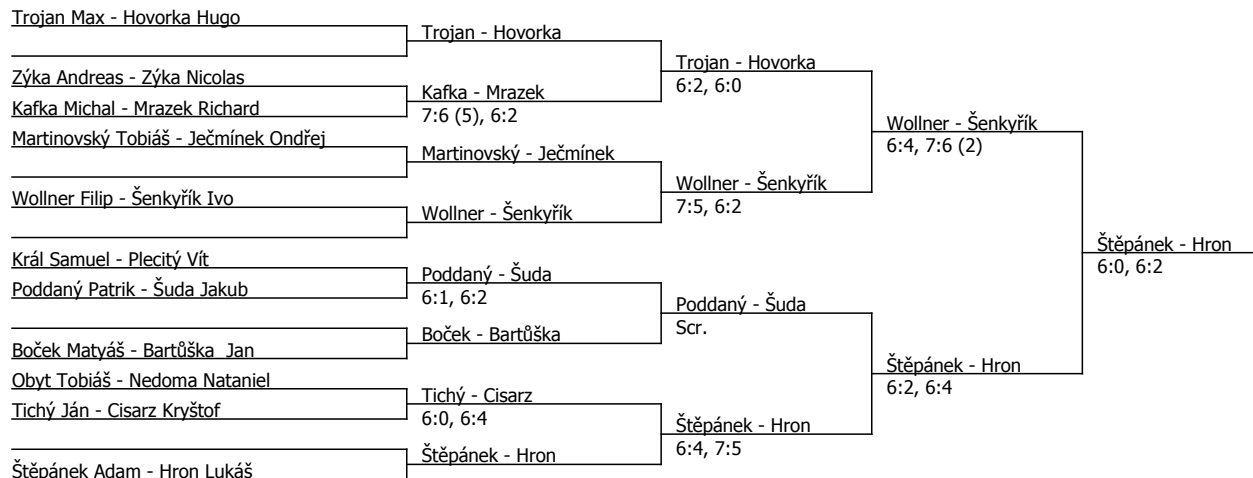 Trojan Max - Hovorka Hugo
Zýka Andreas - Zýka Nicolas
Kafka Michal - Mrazek Richard
Martinovský Tobiáš - Ječmínek Ondřej
Wollner Filip - Šenkyřík Ivo
Král Samuel - Plecitý Vít
Poddaný Patrik - Šuda Jakub
Boček Matyáš - Bartůška  Jan
Obyt Tobiáš - Nedoma Nataniel
Tichý Ján - Cisarz Kryštof
Štěpánek Adam - Hron Lukáš
Trojan - Hovorka
Kafka - Mrazek
7:6 (5), 6:2
Martinovský - Ječmínek
Wollner - Šenkyřík
Poddaný - Šuda
6:1, 6:2
Boček - Bartůška
Tichý - Cisarz
6:0, 6:4
Štěpánek - Hron
Trojan - Hovorka
6:2, 6:0
Wollner - Šenkyřík
7:5, 6:2
Poddaný - Šuda
Scr.
Štěpánek - Hron
6:4, 7:5
Wollner - Šenkyřík
6:4, 7:6 (2)
Štěpánek - Hron
6:2, 6:4
Štěpánek - Hron
6:0, 6:2